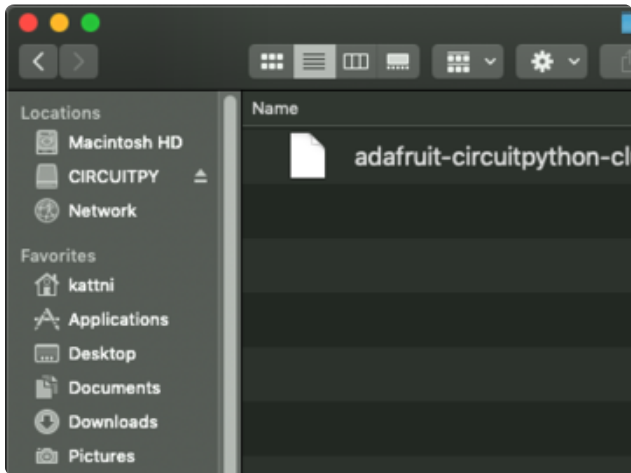 Locations
Name
Macintosh HD
adafruit-circuitpython-cl
CIRCUITPY
Network
Favorites
kattni
Applications
Desktop
Documents
Downloads
Pictures